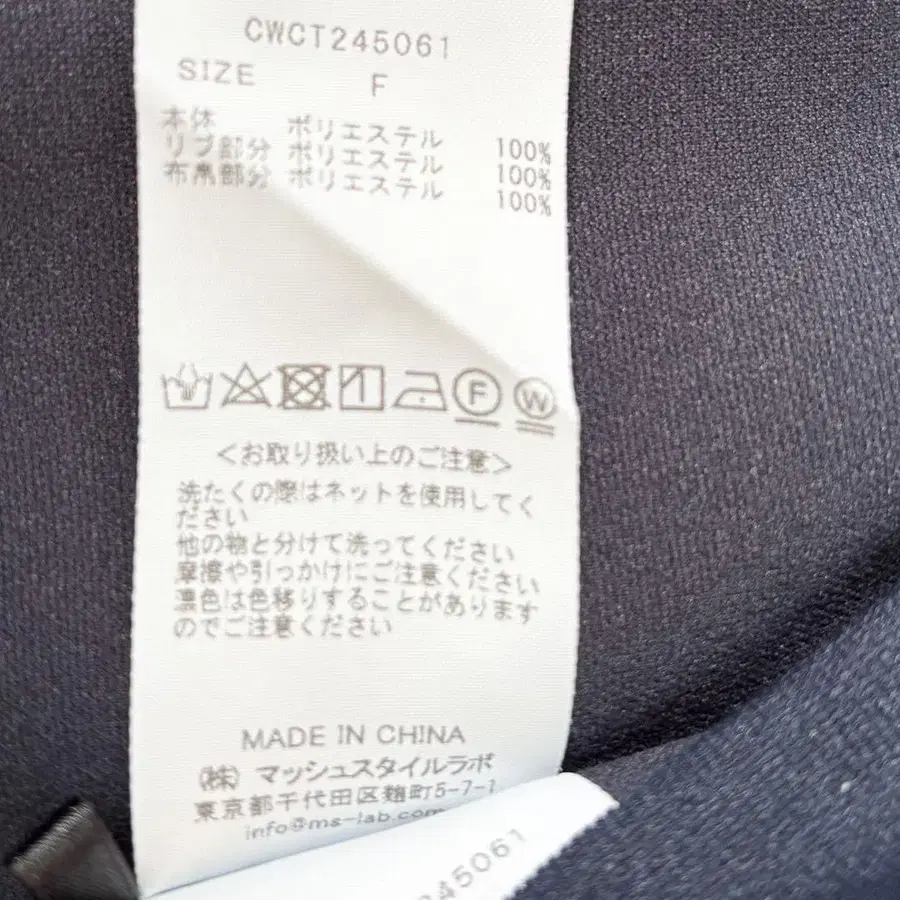 CWCT245061
SIZE F
本体 ポリエステル 100%
リブ部分 ポリエステル 100%
布帛部分 ポリエステル 100%
F W
<お取り扱い上のご注意>
洗たくの際はネットを使用してく
ださい
他の物と分けて洗ってください
摩擦や引っかけにご注意ください
濃色は色移りすることがあります
のでご注意ください
MADE IN CHINA
(株) マッシュスタイルラボ
東京都千代田区麹町5-7-1
info@ms-lab.com
245061